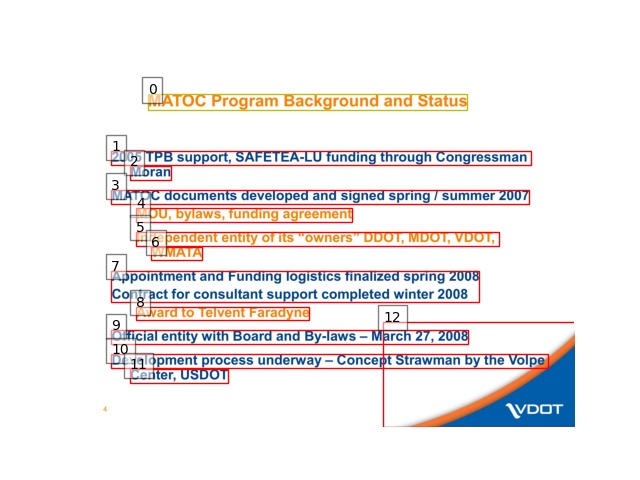 MATOC Program Background and Status
2005 TPB support, SAFETEA-LU funding through Congressman
Moran
MATOC documents developed and signed spring / summer 2007
MOU, bylaws, funding agreement
Independent entity of its “owners” DDOT, MDOT, VDOT,
WMATA
Appointment and Funding logistics finalized spring 2008
Contract for consultant support completed winter 2008
Award to Telvent Faradyne
Official entity with Board and By-laws – March 27, 2008
Development process underway – Concept Strawman by the Volpe
Center, USDOT
4
VDOT
0
1
2
3
4
5
6
7
8
9
10
11
12